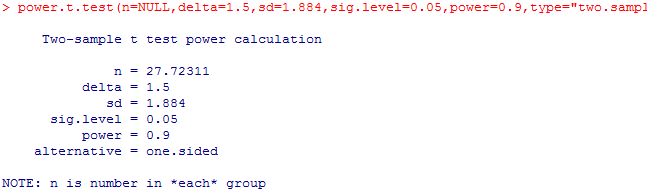 > power.t.test(n=NULL,delta=1.5,sd=1.884,sig.level=0.05,power=0.9,type="two.sampl
Two-sample t test power calculation
n = 27.72311
delta = 1.5
sd = 1.884
sig.level = 0.05
power = 0.9
alternative = one.sided
NOTE: n is number in *each* group